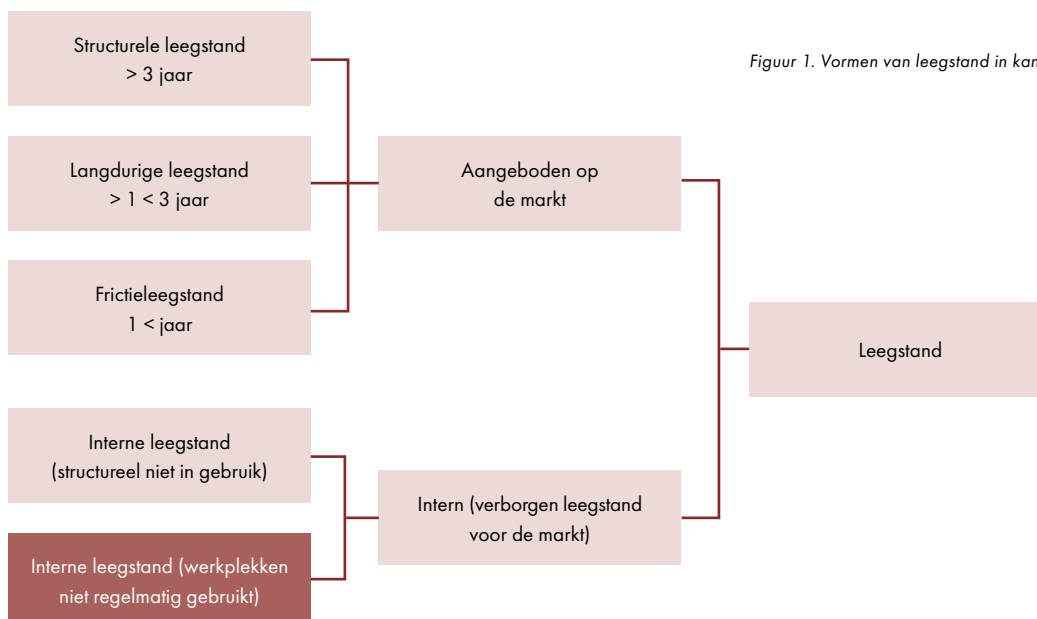 Structurele leegstand
> 3 jaar
Figuur 1. Vormen van leegstand in kan
Langdurige leegstand
> 1 < 3 jaar
Aangeboden op
de markt
Frictieleegstand
1 < jaar
Leegstand
Interne leegstand
(structureel niet in gebruik)
Intern (verborgen leegstand
voor de markt)
Interne leegstand (werkplekken
niet regelmatig gebruikt)